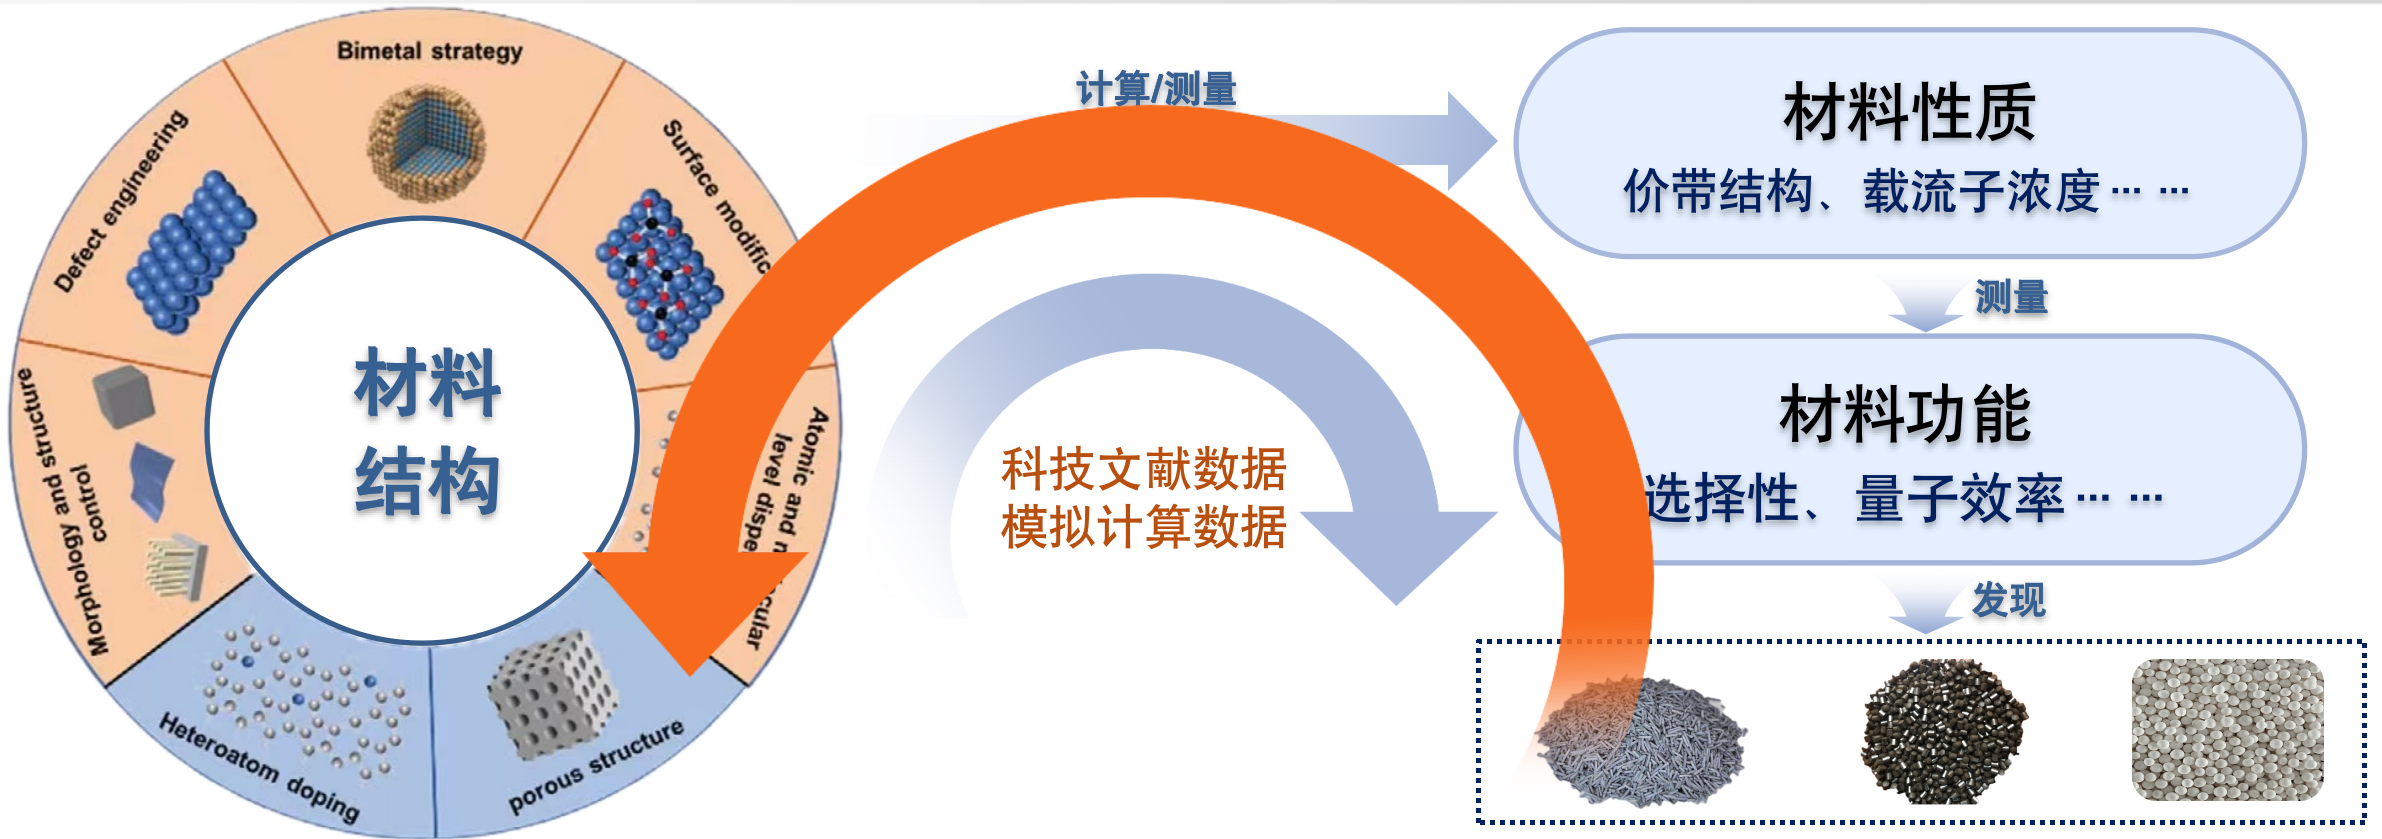 Bimetal strategy
Defect engineering
Surface
Morphology and structure
control
Atomic and
level
Heteroatom doping
porous structure
材料
结构
计算/测量
科技文献数据
模拟计算数据
材料性质
价带结构、载流子浓度… …
测量
材料功能
选择性、量子效率… …
发现